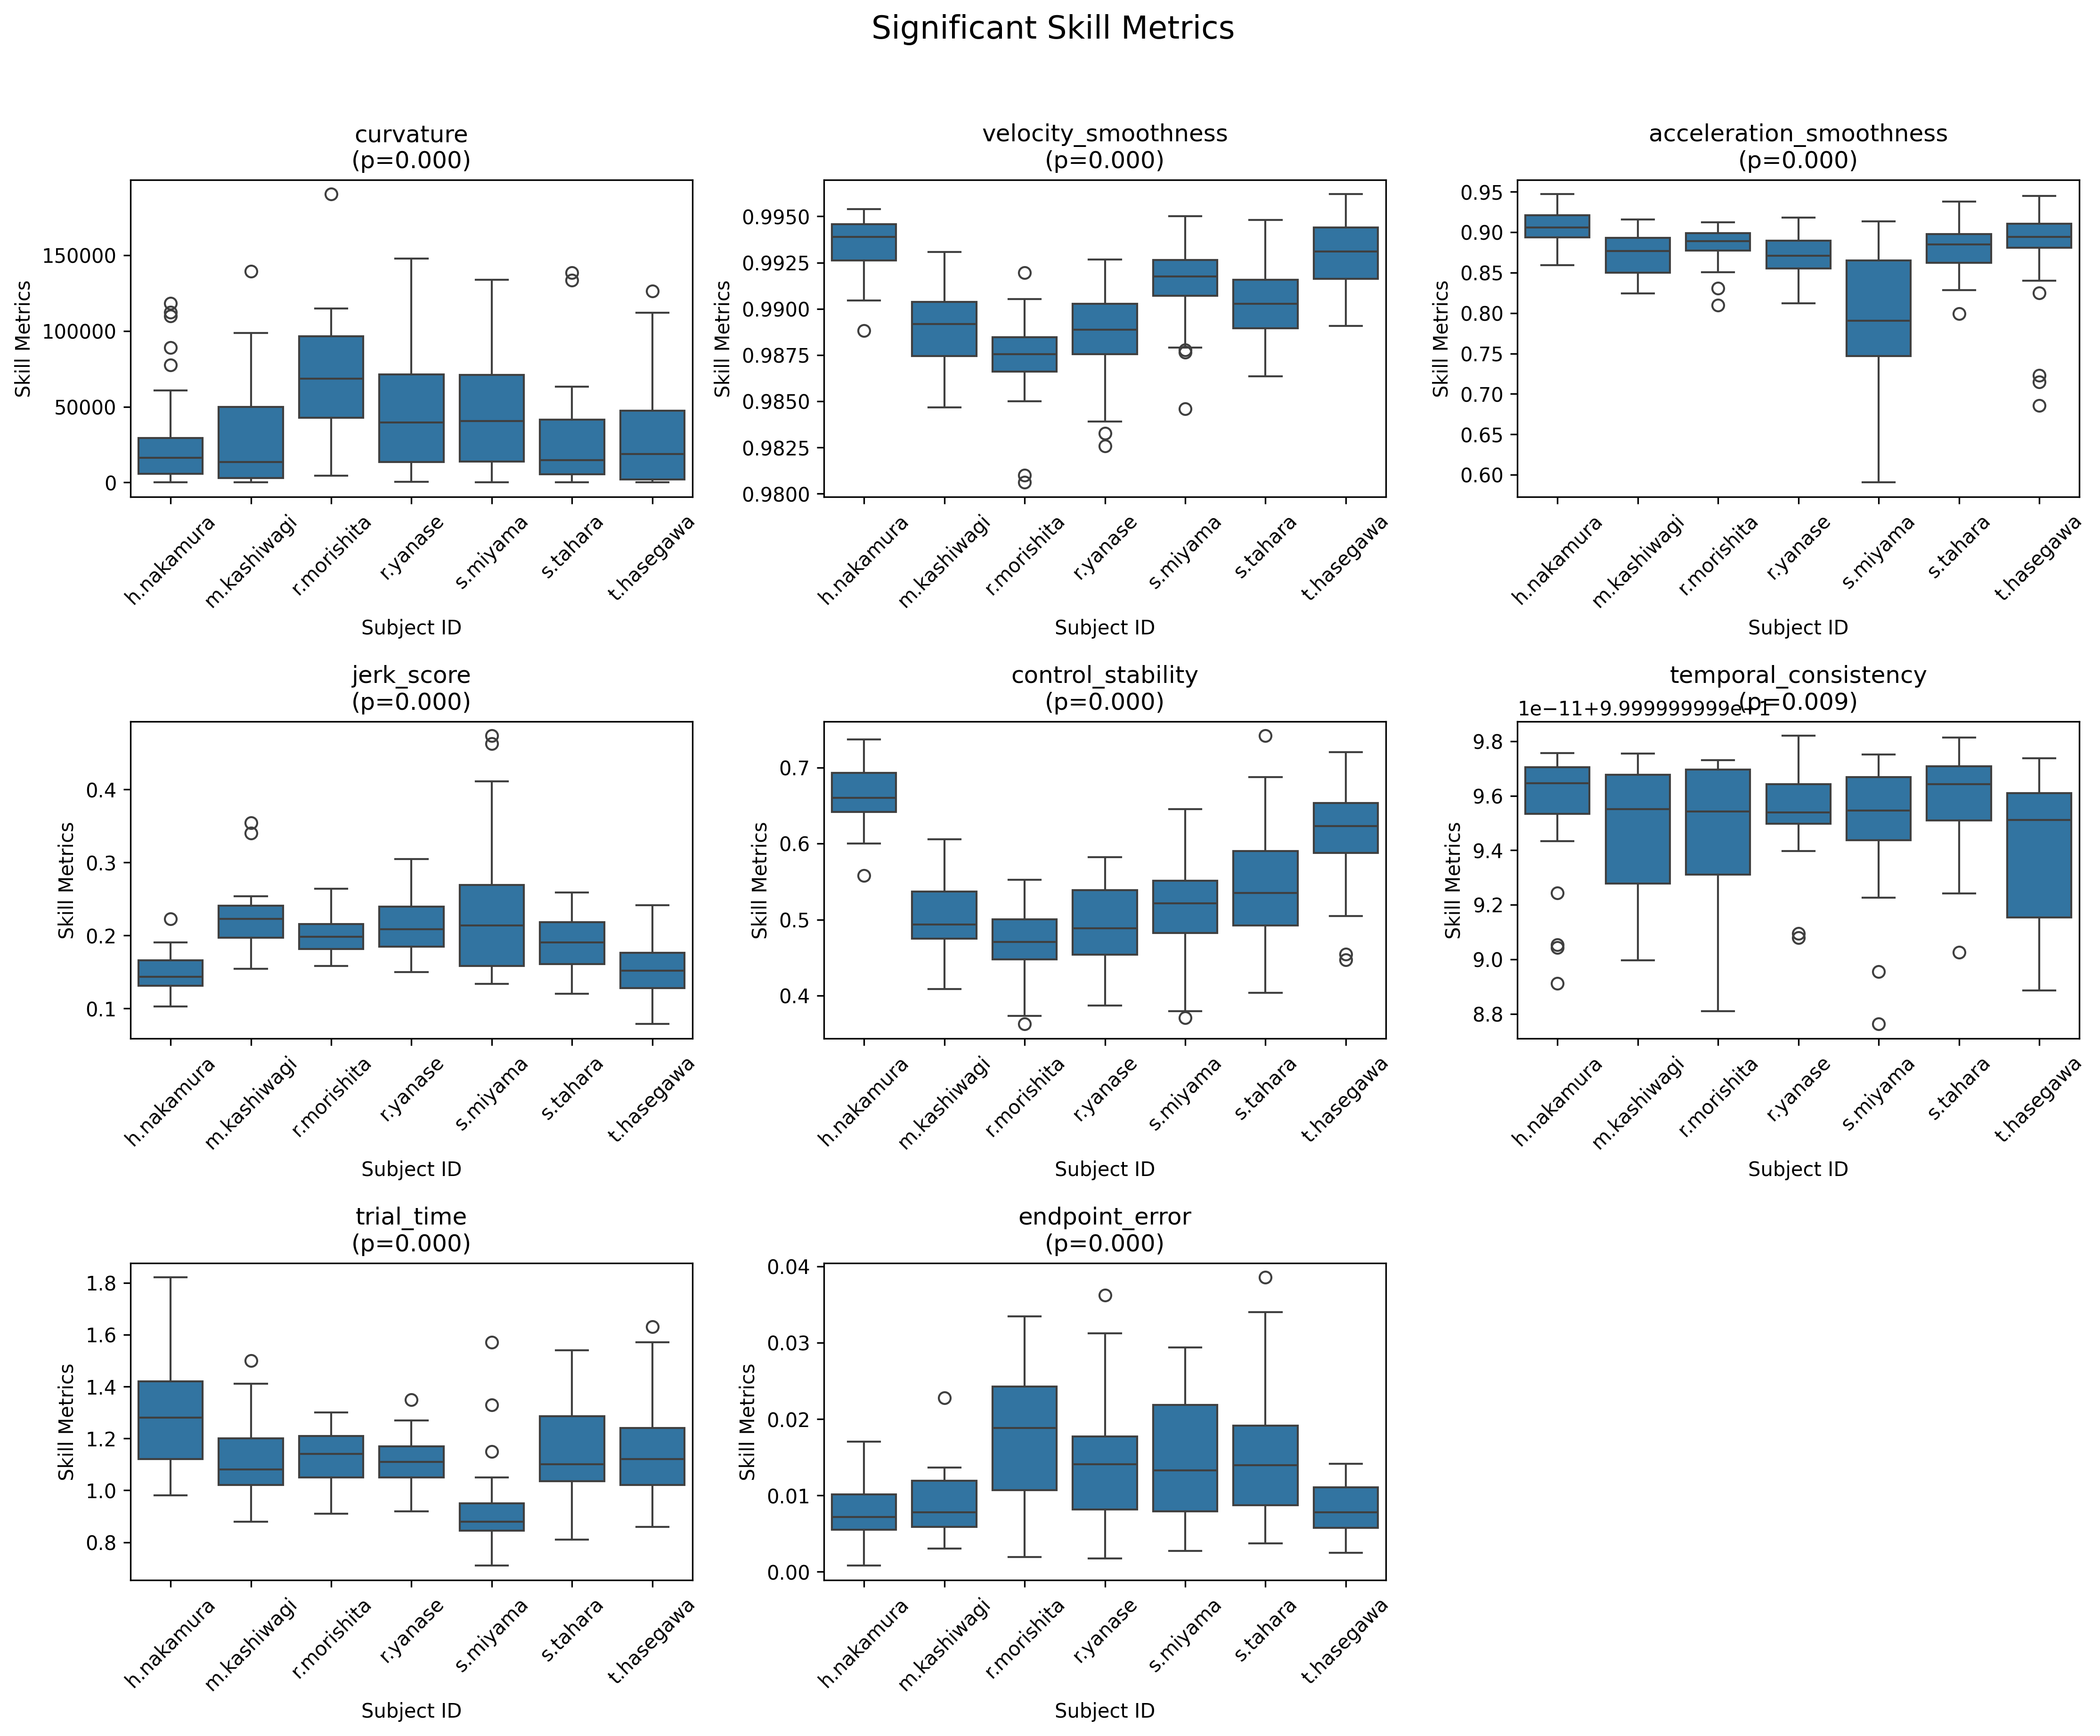 Significant Skill Metrics
curvature
(p=0.000)
Skill Metrics
150000
100000
50000
0
h.nakamura
m.kashiwagi
r.morishita
r.yanase
s.miyama
s.tahara
t.hasegawa
Subject ID
velocity_smoothness
(p=0.000)
Skill Metrics
0.9950
0.9925
0.9900
0.9875
0.9850
0.9825
0.9800
h.nakamura
m.kashiwagi
r.morishita
r.yanase
s.miyama
s.tahara
t.hasegawa
Subject ID
acceleration_smoothness
(p=0.000)
Skill Metrics
0.95
0.90
0.85
0.80
0.75
0.70
0.65
0.60
h.nakamura
m.kashiwagi
r.morishita
r.yanase
s.miyama
s.tahara
t.hasegawa
Subject ID
jerk_score
(p=0.000)
Skill Metrics
0.4
0.3
0.2
0.1
h.nakamura
m.kashiwagi
r.morishita
r.yanase
s.miyama
s.tahara
t.hasegawa
Subject ID
control_stability
(p=0.000)
Skill Metrics
0.7
0.6
0.5
0.4
h.nakamura
m.kashiwagi
r.morishita
r.yanase
s.miyama
s.tahara
t.hasegawa
Subject ID
temporal_consistency
(p=0.009)
1e−11+9.999999999e+1
Skill Metrics
9.8
9.6
9.4
9.2
9.0
8.8
h.nakamura
m.kashiwagi
r.morishita
r.yanase
s.miyama
s.tahara
t.hasegawa
Subject ID
trial_time
(p=0.000)
Skill Metrics
1.8
1.6
1.4
1.2
1.0
0.8
h.nakamura
m.kashiwagi
r.morishita
r.yanase
s.miyama
s.tahara
t.hasegawa
Subject ID
endpoint_error
(p=0.000)
Skill Metrics
0.04
0.03
0.02
0.01
0.00
h.nakamura
m.kashiwagi
r.morishita
r.yanase
s.miyama
s.tahara
t.hasegawa
Subject ID